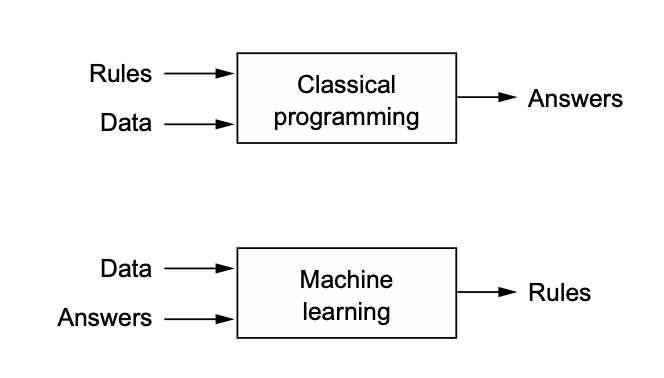 Rules
Data
Classical
programming
Answers
Data
Answers
Machine
learning
Rules